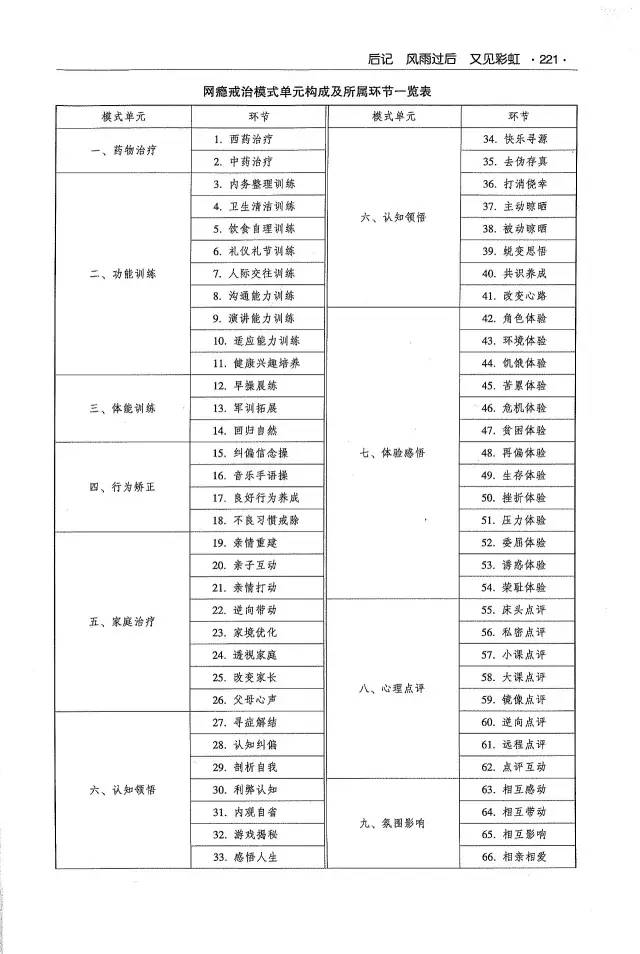 后记　风雨过后　又见彩虹 ·221·
网瘾戒治模式单元构成及所属环节一览表
模式单元 环节 模式单元 环节
一、药物治疗
1. 西药治疗
2. 中药治疗
二、功能训练
3. 内务整理训练
4. 卫生清洁训练
5. 饮食自理训练
6. 礼仪礼节训练
7. 人际交往训练
8. 沟通能力训练
9. 演讲能力训练
10. 适应能力训练
11. 健康兴趣培养
三、体能训练
12. 早操晨练
13. 军训拓展
14. 回归自然
四、行为矫正
15. 纠偏信念操
16. 音乐手语操
17. 良好行为养成
18. 不良习惯戒除
五、家庭治疗
19. 亲情重建
20. 亲子互动
21. 亲情打动
22. 逆向带动
23. 家境优化
24. 透视家庭
25. 改变家长
26. 父母心声
六、认知领悟
27. 寻症解结
28. 认知纠偏
29. 剖析自我
30. 利弊认知
31. 内观自省
32. 游戏揭秘
33. 感悟人生
六、认知领悟
34. 快乐寻源
35. 去伪存真
36. 打消侥幸
37. 主动晾晒
38. 被动晾晒
39. 蜕变思悟
40. 共识养成
41. 改变心路
七、体验感悟
42. 角色体验
43. 环境体验
44. 饥饿体验
45. 苦累体验
46. 危机体验
47. 贫困体验
48. 再偏体验
49. 生存体验
50. 挫折体验
51. 压力体验
52. 委屈体验
53. 诱惑体验
54. 荣耻体验
八、心理点评
55. 床头点评
56. 私密点评
57. 小课点评
58. 大课点评
59. 镜像点评
60. 逆向点评
61. 远程点评
62. 点评互动
九、氛围影响
63. 相互感动
64. 相互带动
65. 相互影响
66. 相亲相爱